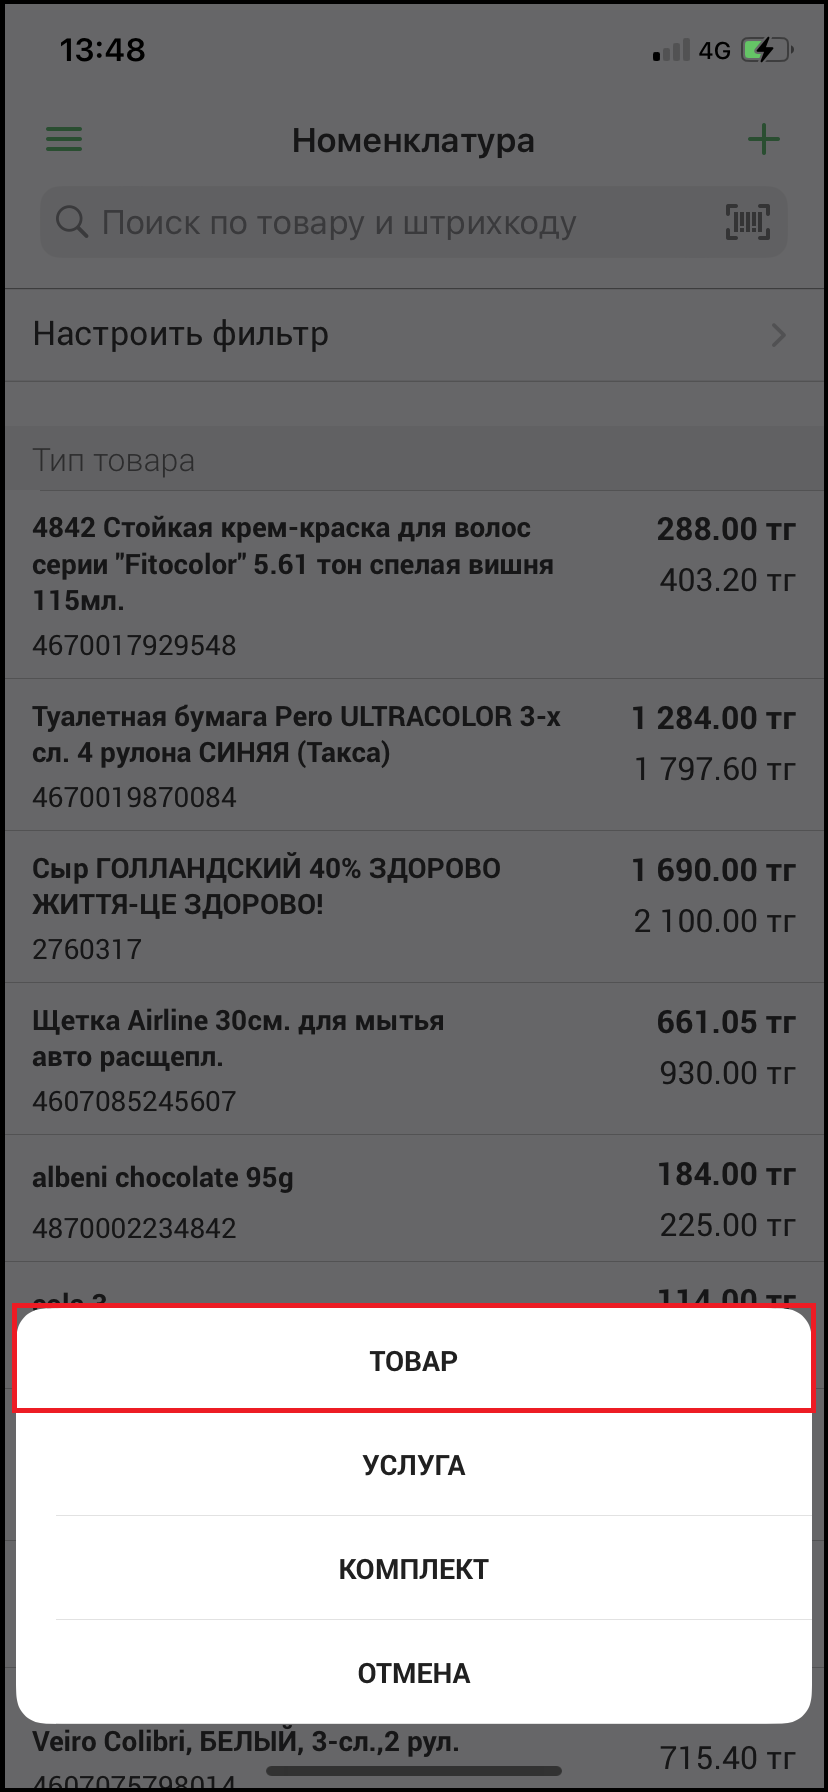 13:48
4G
Номенклатура
Поиск по товару и штрихкоду
Настроить фильтр
Тип товара
4842 Стойкая крем-краска для волос
серии "Fitocolor" 5.61 тон спелая вишня
115мл.
4670017929548
288.00 тг
403.20 тг
Туалетная бумага Pero ULTRACOLOR 3-х
сл. 4 рулона СИНЯЯ (Такса)
4670019870084
1 284.00 тг
1 797.60 тг
Сыр ГОЛЛАНДСКИЙ 40% ЗДОРОВО
ЖИТТЯ-ЦЕ ЗДОРОВО!
2760317
1 690.00 тг
2 100.00 тг
Щетка Airline 30см. для мытья
авто расщепл.
4607085245607
661.05 тг
930.00 тг
albeni chocolate 95g
4870002234842
184.00 тг
225.00 тг
114.00 тг
ТОВАР
УСЛУГА
КОМПЛЕКТ
ОТМЕНА
Veiro Colibri, БЕЛЫЙ, 3-сл.,2 рул.
4607075798014
715.40 тг